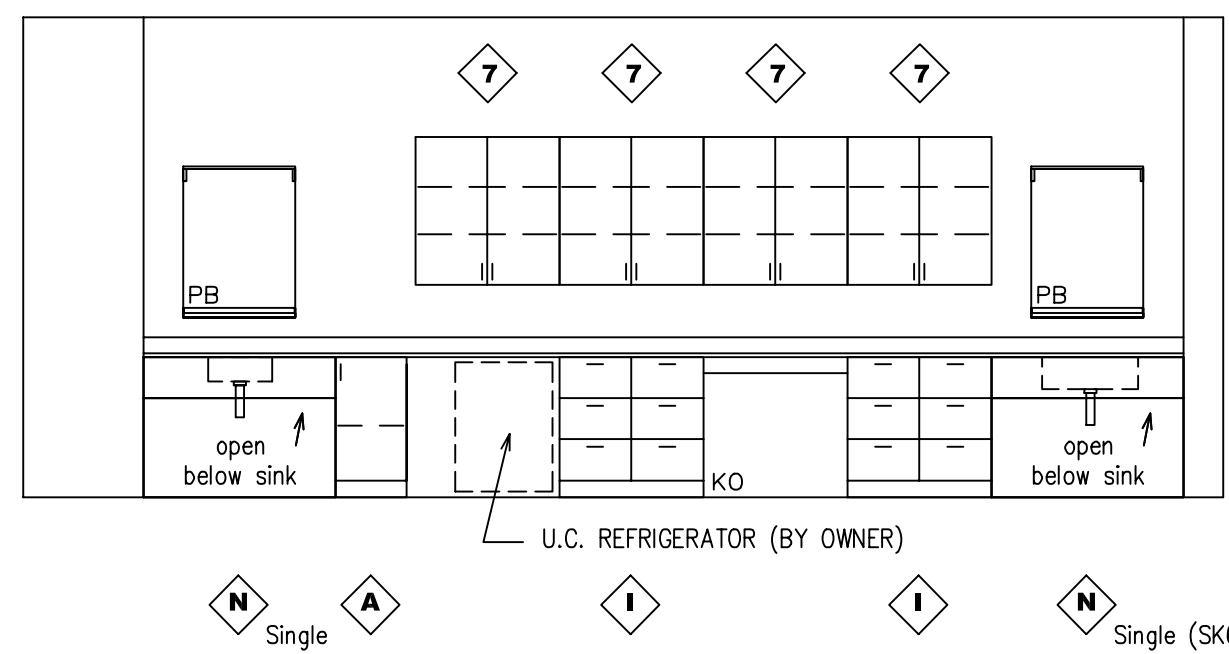 7 7 7 7
PB PB
open open
below sink below sink
KO
U.C. REFRIGERATOR (BY OWNER)
N A I I N
Single Single